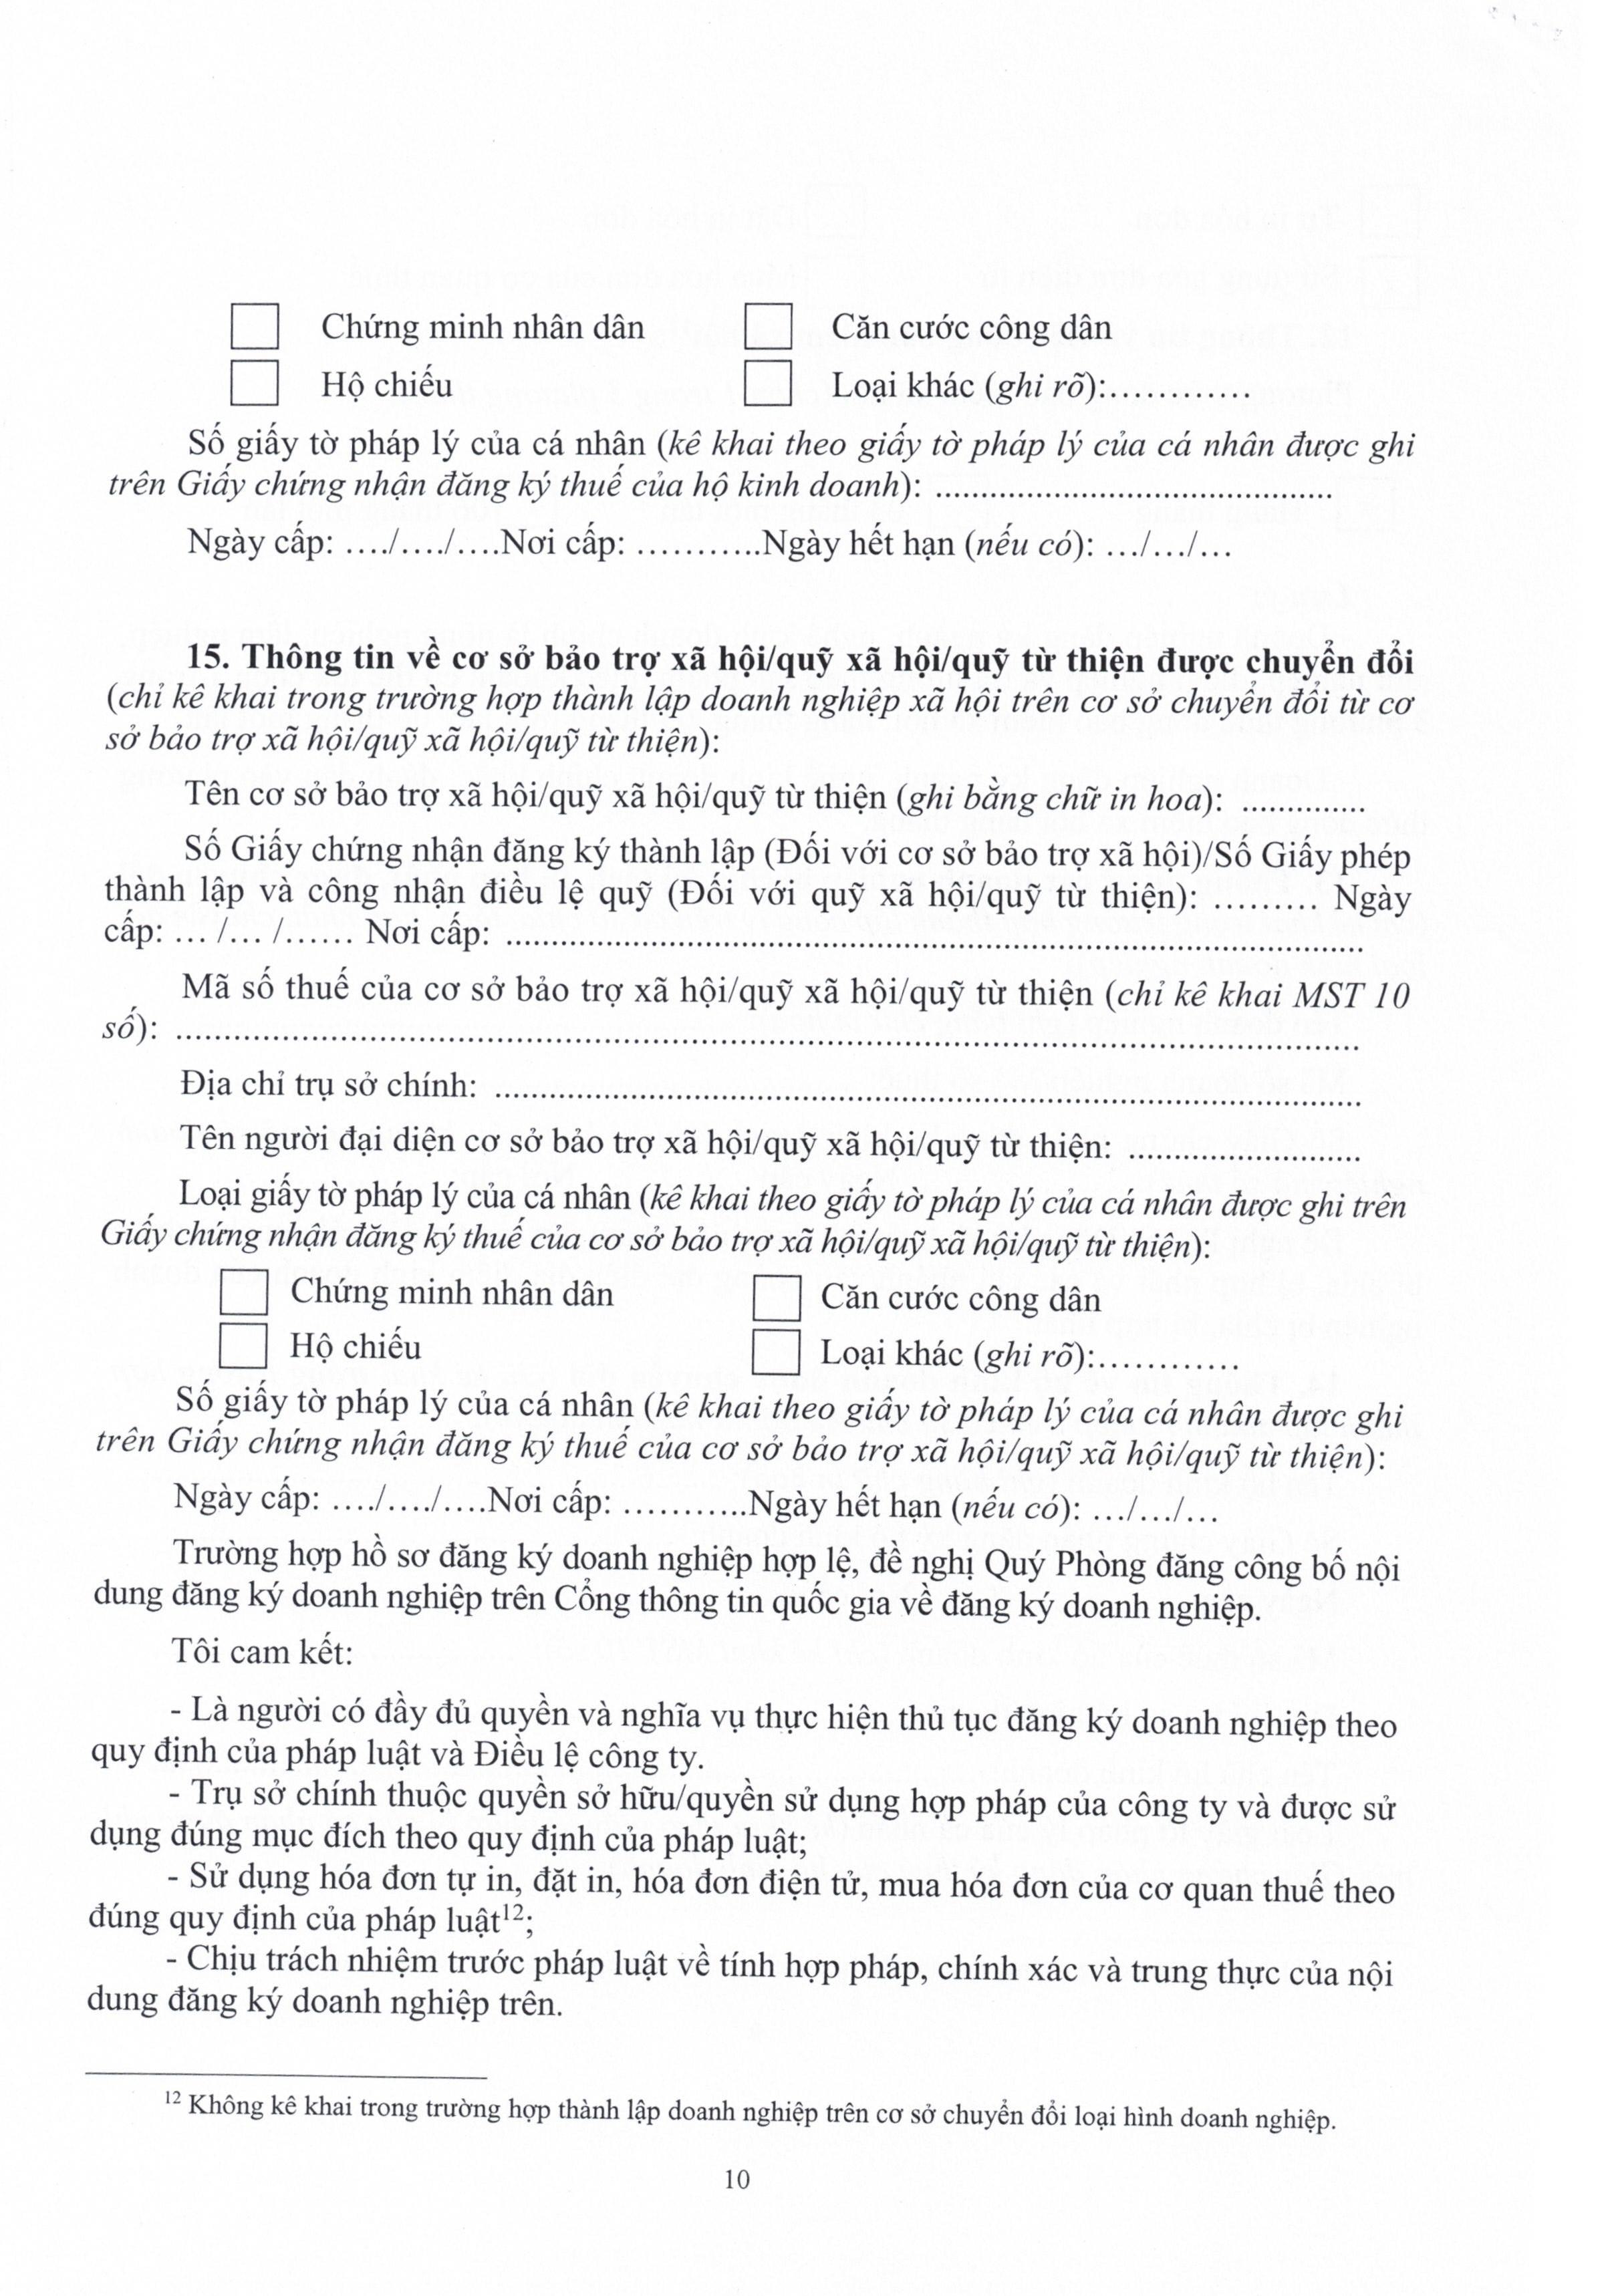 Chứng minh nhân dân Căn cước công dân
Hộ chiếu Loại khác (ghi rõ):.............
Số giấy tờ pháp lý của cá nhân (kê khai theo giấy tờ pháp lý của cá nhân được ghi
trên Giấy chứng nhận đăng ký thuế của hộ kinh doanh): ..........................................
Ngày cấp: ..../..../....Nơi cấp: ...........Ngày hết hạn (nếu có): .../.../...
15. Thông tin về cơ sở bảo trợ xã hội/quỹ xã hội/quỹ từ thiện được chuyển đổi
(chỉ kê khai trong trường hợp thành lập doanh nghiệp xã hội trên cơ sở chuyển đổi từ cơ
sở bảo trợ xã hội/quỹ xã hội/quỹ từ thiện):
Tên cơ sở bảo trợ xã hội/quỹ xã hội/quỹ từ thiện (ghi bằng chữ in hoa): .............
Số Giấy chứng nhận đăng ký thành lập (Đối với cơ sở bảo trợ xã hội)/Số Giấy phép
thành lập và công nhận điều lệ quỹ (Đối với quỹ xã hội/quỹ từ thiện): ......... Ngày
cấp: ... /... /...... Nơi cấp: ..........................................................................................
Mã số thuế của cơ sở bảo trợ xã hội/quỹ xã hội/quỹ từ thiện (chỉ kê khai MST 10
số): ............................................................................................................................
Địa chỉ trụ sở chính: ...........................................................................................
Tên người đại diện cơ sở bảo trợ xã hội/quỹ xã hội/quỹ từ thiện: ........................
Loại giấy tờ pháp lý của cá nhân (kê khai theo giấy tờ pháp lý của cá nhân được ghi trên
Giấy chứng nhận đăng ký thuế của cơ sở bảo trợ xã hội/quỹ xã hội/quỹ từ thiện):
Chứng minh nhân dân Căn cước công dân
Hộ chiếu Loại khác (ghi rõ):.............
Số giấy tờ pháp lý của cá nhân (kê khai theo giấy tờ pháp lý của cá nhân được ghi
trên Giấy chứng nhận đăng ký thuế của cơ sở bảo trợ xã hội/quỹ xã hội/quỹ từ thiện):
Ngày cấp: ..../..../....Nơi cấp: ...........Ngày hết hạn (nếu có): .../.../...
Trường hợp hồ sơ đăng ký doanh nghiệp hợp lệ, đề nghị Quý Phòng đăng công bố nội
dung đăng ký doanh nghiệp trên Cổng thông tin quốc gia về đăng ký doanh nghiệp.
Tôi cam kết:
- Là người có đầy đủ quyền và nghĩa vụ thực hiện thủ tục đăng ký doanh nghiệp theo
quy định của pháp luật và Điều lệ công ty.
- Trụ sở chính thuộc quyền sở hữu/quyền sử dụng hợp pháp của công ty và được sử
dụng đúng mục đích theo quy định của pháp luật;
- Sử dụng hóa đơn tự in, đặt in, hóa đơn điện tử, mua hóa đơn của cơ quan thuế theo
đúng quy định của pháp luật¹²;
- Chịu trách nhiệm trước pháp luật về tính hợp pháp, chính xác và trung thực của nội
dung đăng ký doanh nghiệp trên.
¹² Không kê khai trong trường hợp thành lập doanh nghiệp trên cơ sở chuyển đổi loại hình doanh nghiệp.
10